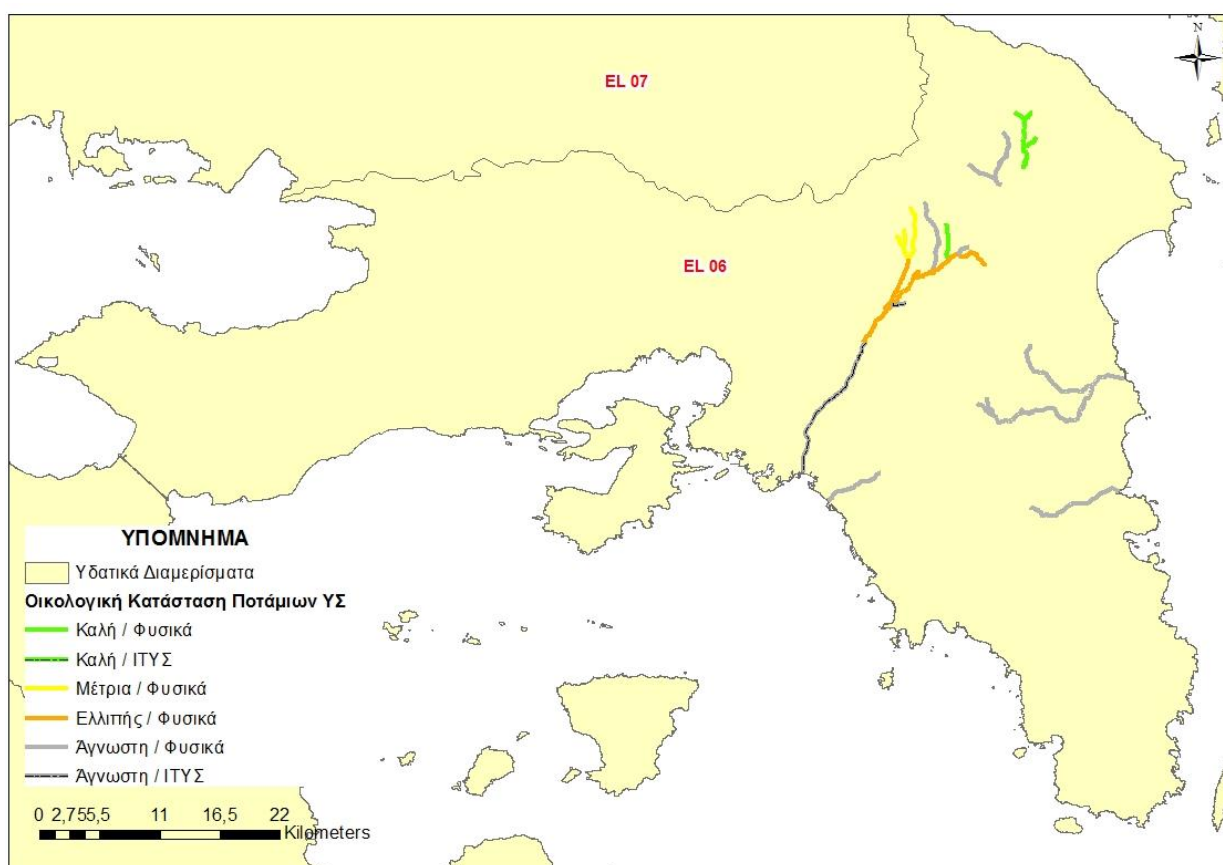 N
EL 07
EL 06
ΥΠΟΜΝΗΜΑ
Υδατικά Διαμερίσματα
Οικολογική Κατάσταση Ποτάμιων ΥΣ
Καλή / Φυσικά
Καλή / ΙΤΥΣ
Μέτρια / Φυσικά
Ελλιπής / Φυσικά
Άγνωστη / Φυσικά
Άγνωστη / ΙΤΥΣ
0 2,755,5 11 16,5 22
Kilometers